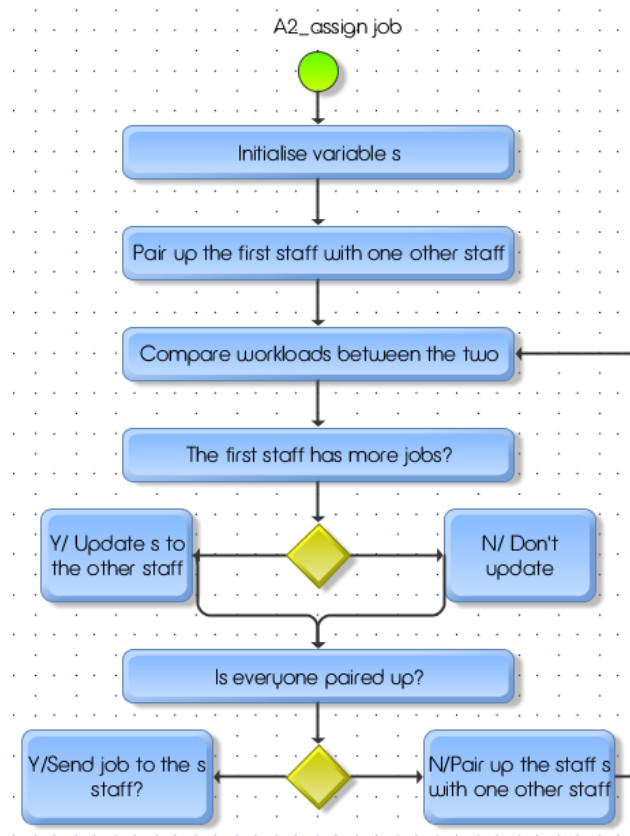 A2_assign job
Initialise variable s
Pair up the first staff with one other staff
Compare workloads between the two
The first staff has more jobs?
Y/ Update s to
the other staff
N/ Don't
update
Is everyone paired up?
Y/Send job to the s
staff?
N/Pair up the staff s
with one other staff